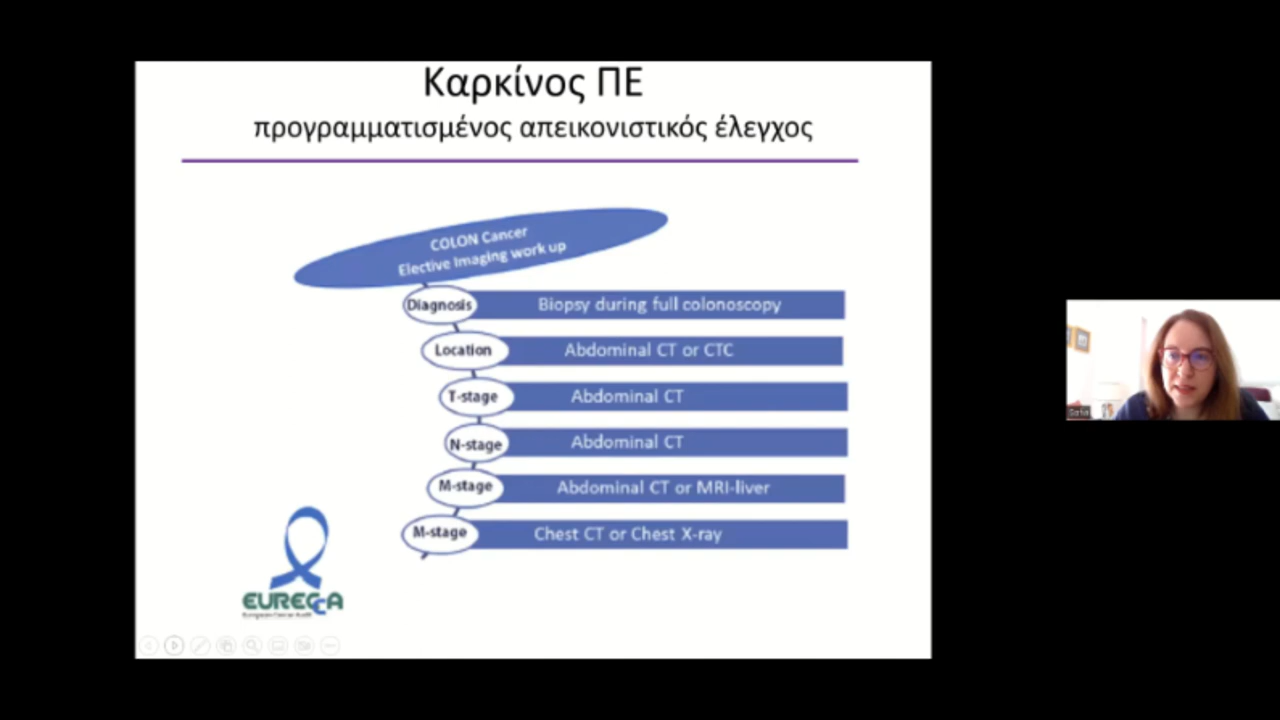 Καρκίνος ΠΕ
προγραμματισμένος απεικονιστικός έλεγχος
COLON Cancer
Elective Imaging work up
Diagnosis Biopsy during full colonoscopy
Location Abdominal CT or CTC
T-stage Abdominal CT
N-stage Abdominal CT
M-stage Abdominal CT or MRI-liver
M-stage Chest CT or Chest X-ray
EURECCA